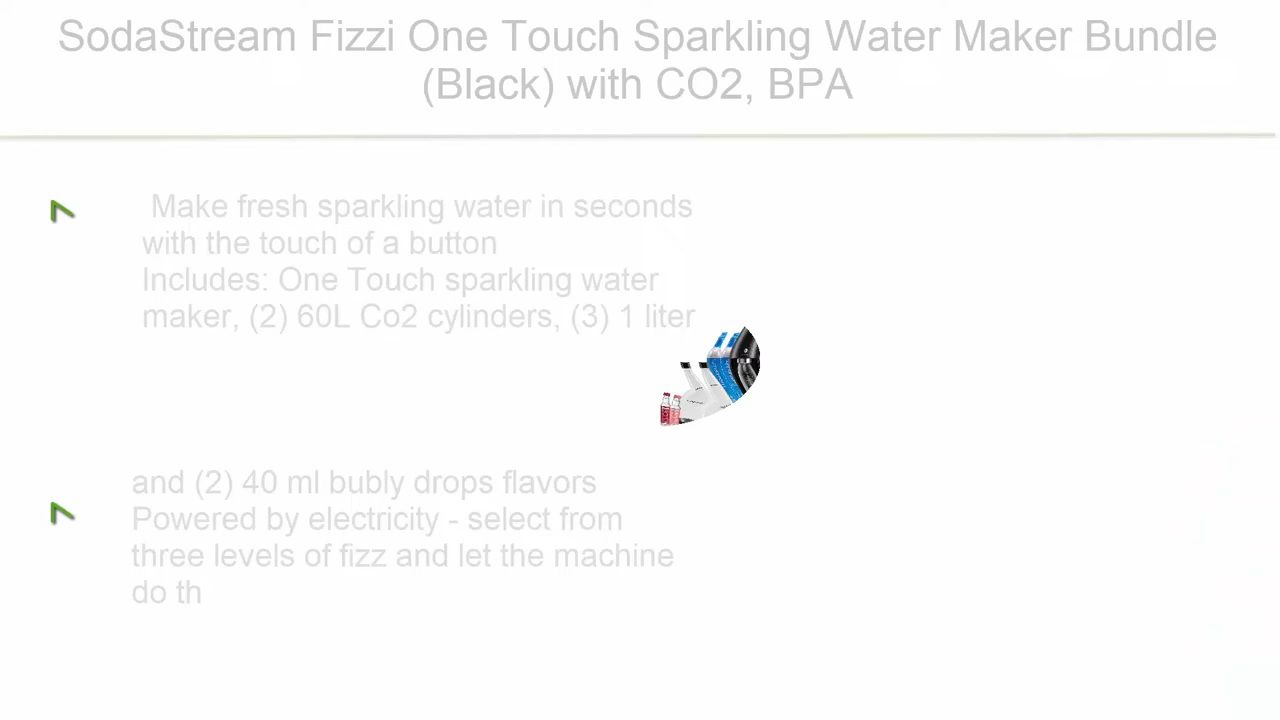 SodaStream Fizzi One Touch Sparkling Water Maker Bundle
(Black) with CO2, BPA
Make fresh sparkling water in seconds
with the touch of a button
Includes: One Touch sparkling water
maker, (2) 60L Co2 cylinders, (3) 1 liter
and (2) 40 ml bubly drops flavors
Powered by electricity - select from
three levels of fizz and let the machine
do th